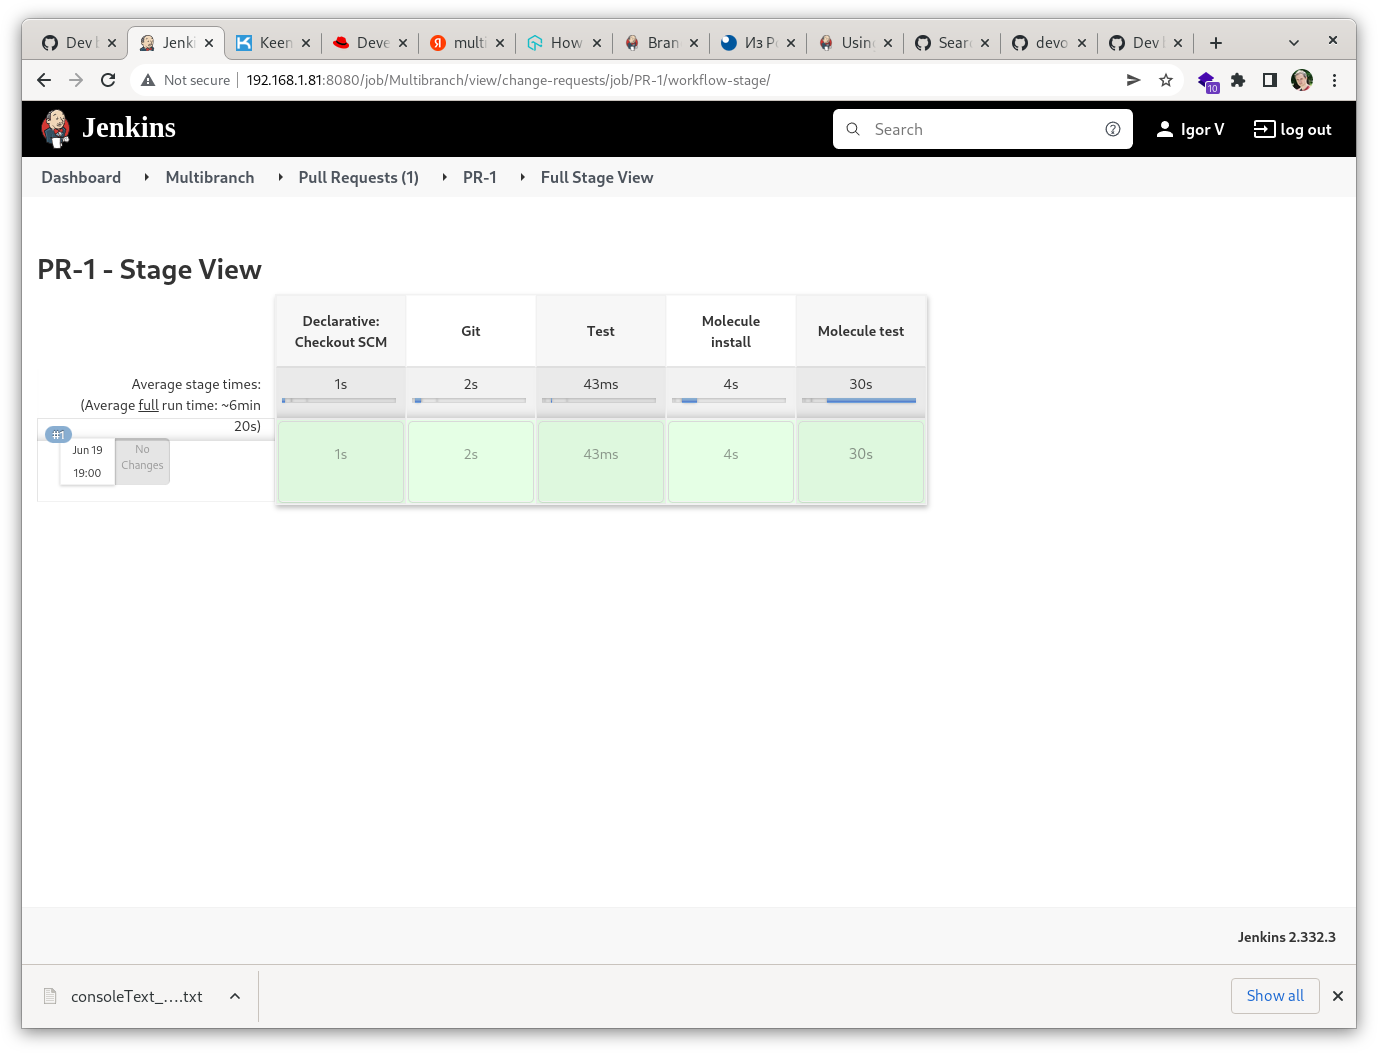 Dev b
Jenki
Keen
Deve
multi
How
Bran
Из Р
Using
Sear
devo
Dev b
Not secure
192.168.1.81:8080/job/Multibranch/view/change-requests/job/PR-1/workflow-stage/
10
Jenkins
Search
Igor V
log out
Dashboard
Multibranch
Pull Requests (1)
PR-1
Full Stage View
PR-1 - Stage View
Declarative:
Checkout SCM
Git
Test
Molecule
install
Molecule test
Average stage times:
(Average full run time: ~6min
20s)
1s
2s
43ms
4s
30s
#1
Jun 19
19:00
No
Changes
1s
2s
43ms
4s
30s
Jenkins 2.332.3
consoleText_....txt
Show all